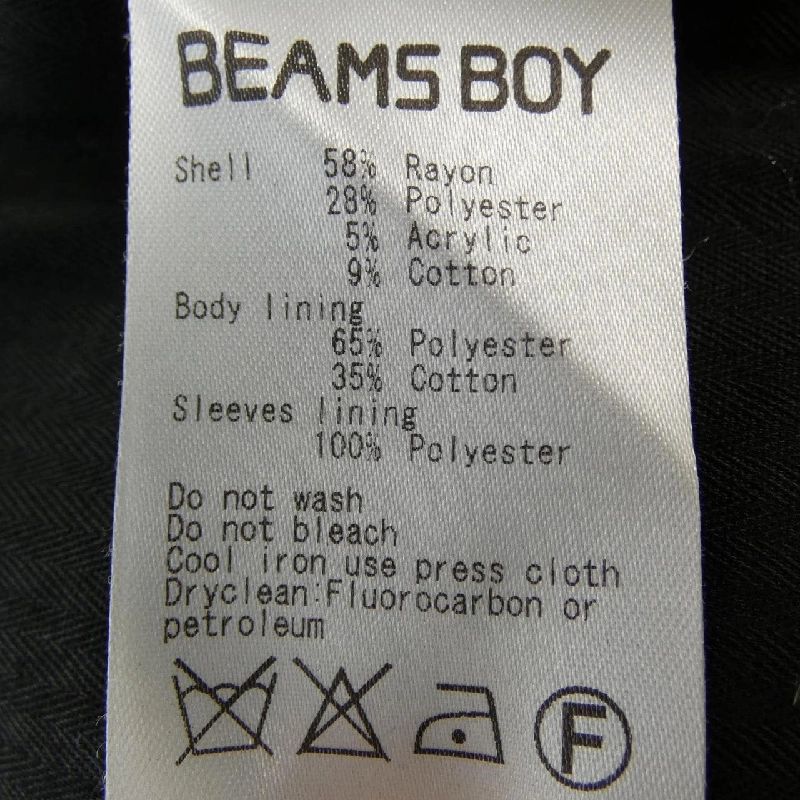 BEAMS BOY
Shell 58% Rayon
28% Polyester
5% Acrylic
9% Cotton
Body lining
65% Polyester
35% Cotton
Sleeves lining
100% Polyester
Do not wash
Do not bleach
Cool iron use press cloth
Dryclean:Fluorocarbon or
petroleum
F